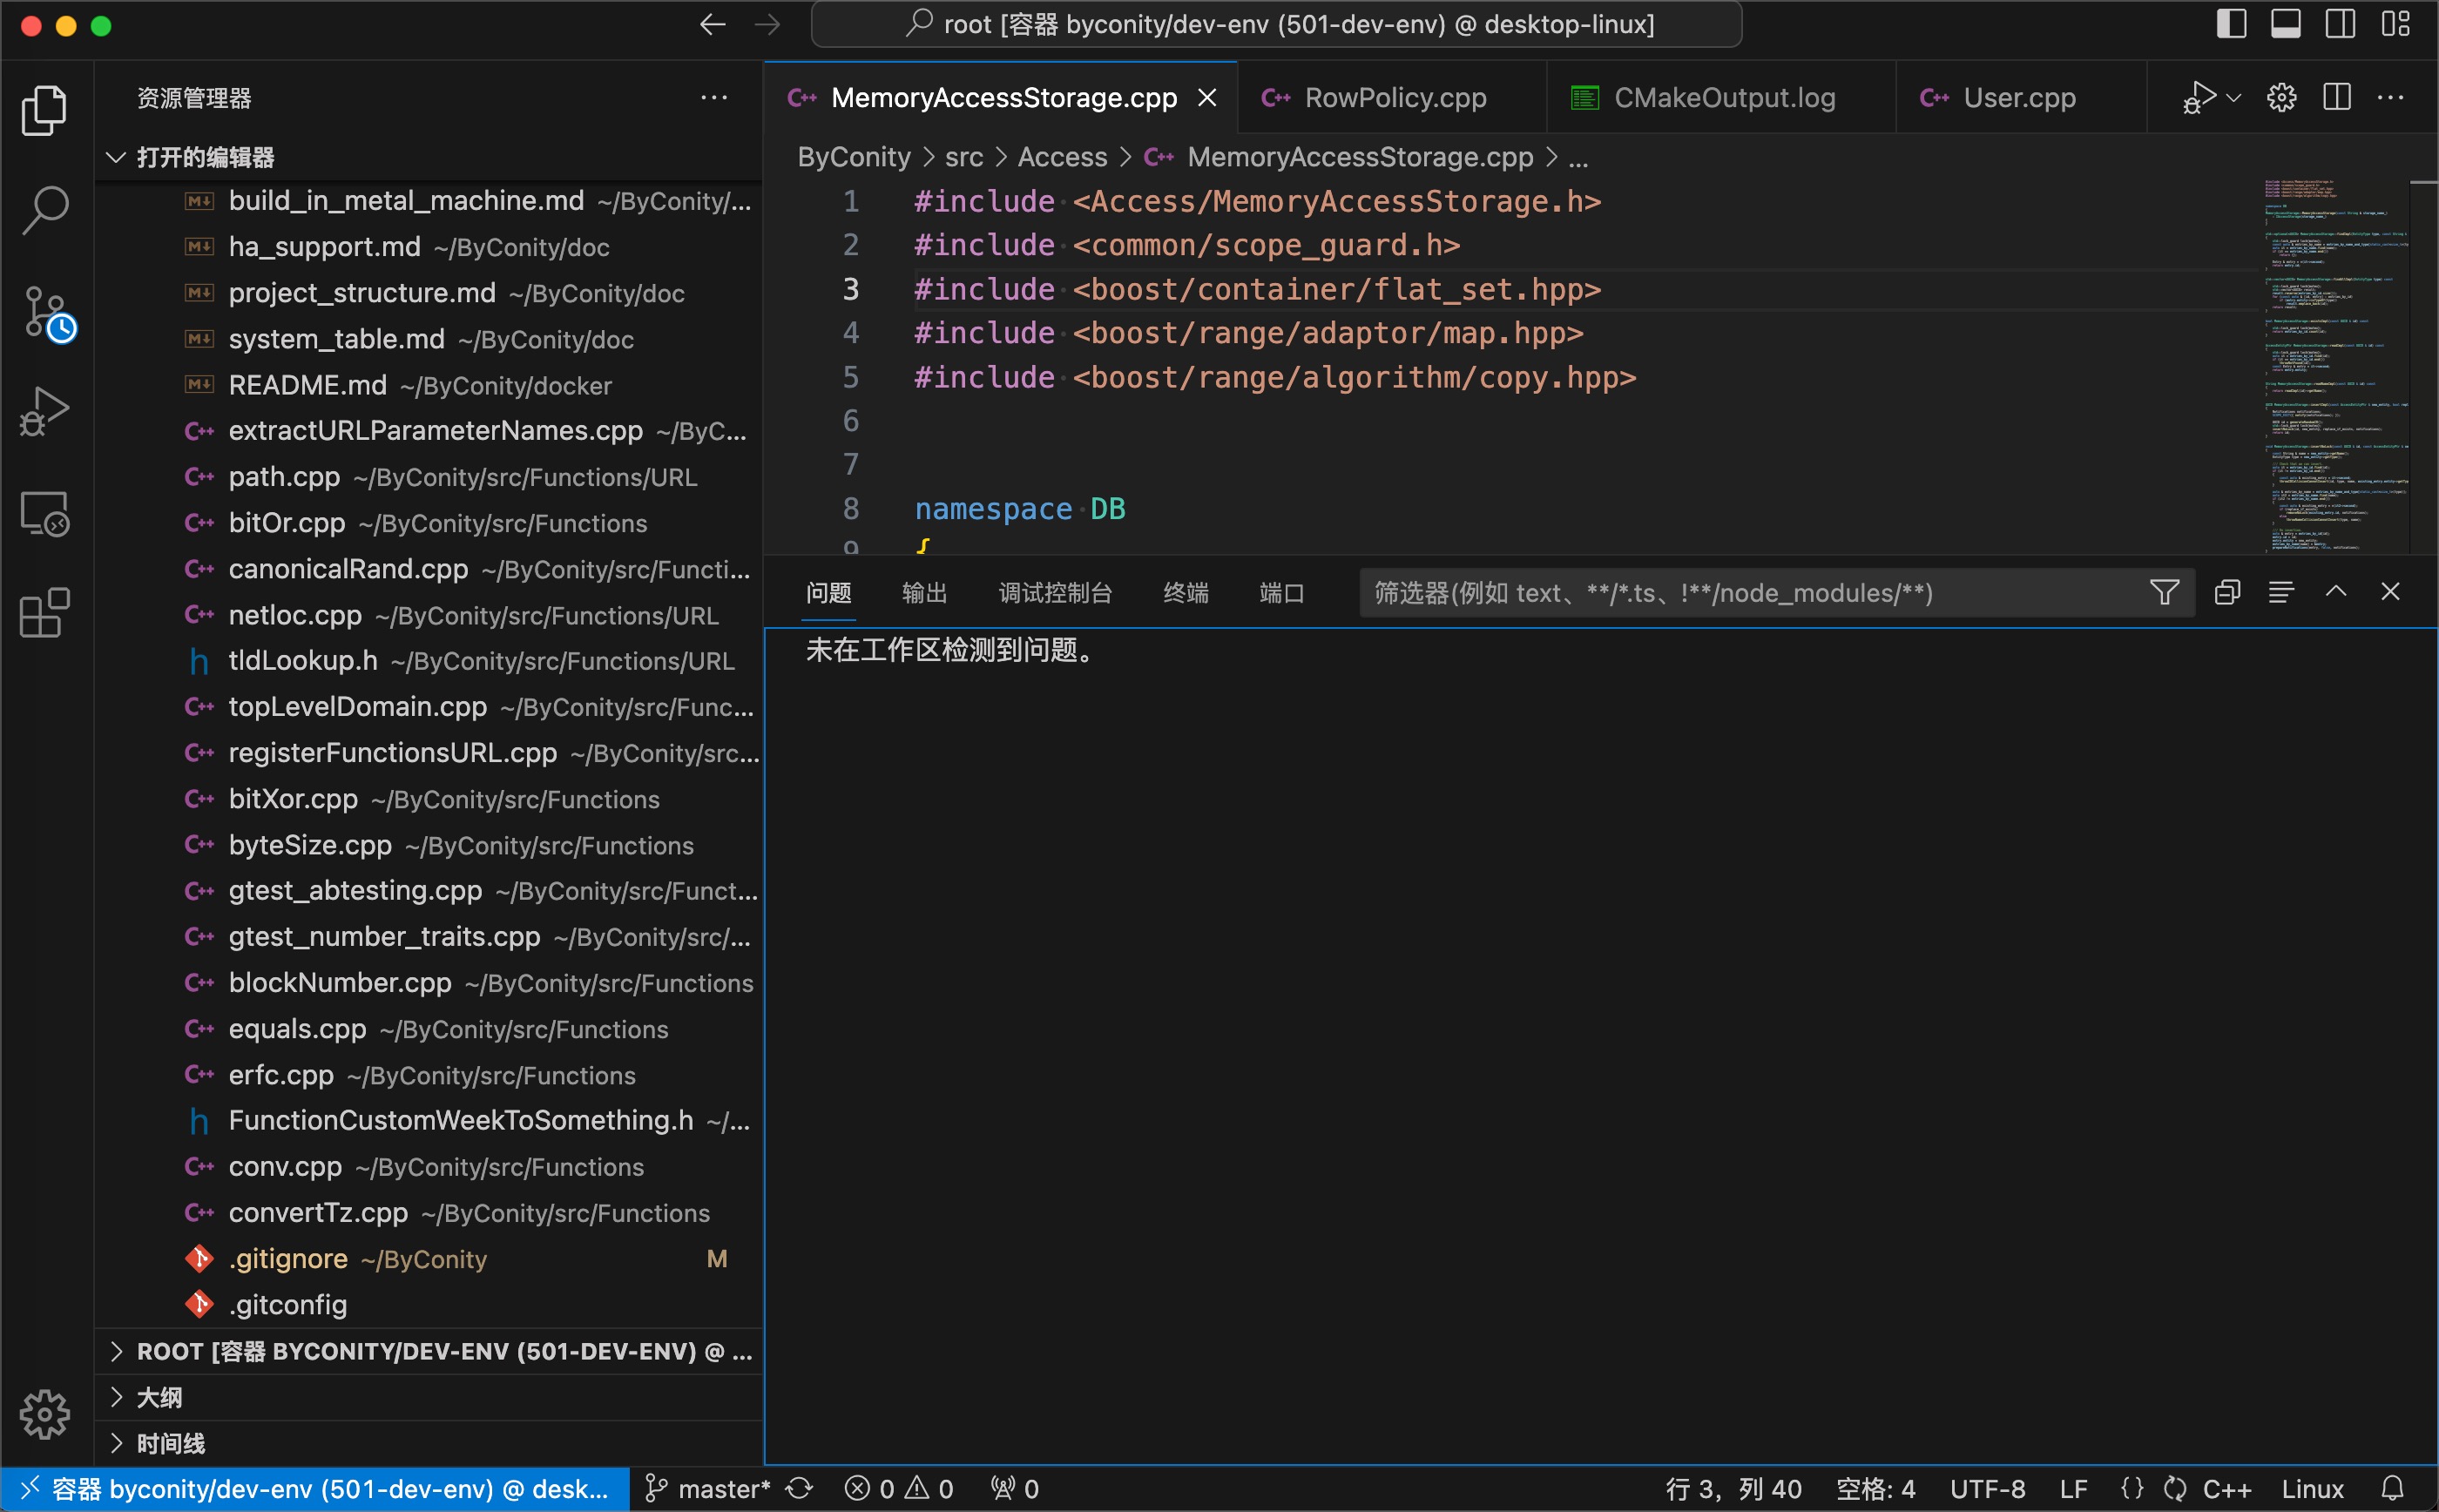 root [容器 byconity/dev-env (501-dev-env) @ desktop-linux]
资源管理器
打开的编辑器
build_in_metal_machine.md ~/ByConity/...
ha_support.md ~/ByConity/doc
project_structure.md ~/ByConity/doc
system_table.md ~/ByConity/doc
README.md ~/ByConity/docker
extractURLParameterNames.cpp ~/ByC...
path.cpp ~/ByConity/src/Functions/URL
bitOr.cpp ~/ByConity/src/Functions
canonicalRand.cpp ~/ByConity/src/Functi...
netloc.cpp ~/ByConity/src/Functions/URL
tldLookup.h ~/ByConity/src/Functions/URL
topLevelDomain.cpp ~/ByConity/src/Func...
registerFunctionsURL.cpp ~/ByConity/src...
bitXor.cpp ~/ByConity/src/Functions
byteSize.cpp ~/ByConity/src/Functions
gtest_abtesting.cpp ~/ByConity/src/Funct...
gtest_number_traits.cpp ~/ByConity/src/...
blockNumber.cpp ~/ByConity/src/Functions
equals.cpp ~/ByConity/src/Functions
erfc.cpp ~/ByConity/src/Functions
FunctionCustomWeekToSomething.h ~/...
conv.cpp ~/ByConity/src/Functions
convertTz.cpp ~/ByConity/src/Functions
.gitignore ~/ByConity M
.gitconfig
ROOT [容器 BYCONITY/DEV-ENV (501-DEV-ENV) @ ...
大纲
时间线
MemoryAccessStorage.cpp RowPolicy.cpp CMakeOutput.log User.cpp
ByConity > src > Access > MemoryAccessStorage.cpp > ...
1 #include <Access/MemoryAccessStorage.h>
2 #include <common/scope_guard.h>
3 #include <boost/container/flat_set.hpp>
4 #include <boost/range/adaptor/map.hpp>
5 #include <boost/range/algorithm/copy.hpp>
6
7
8 namespace DB
9 {
问题 输出 调试控制台 终端 端口 筛选器(例如 text、**/*.ts、!**/node_modules/**)
未在工作区检测到问题。
容器 byconity/dev-env (501-dev-env) @ desk... master* 0 0 0 行 3，列 40 空格: 4 UTF-8 LF {} C++ Linux